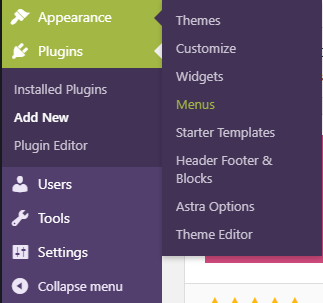 Appearance
Plugins
Installed Plugins
Add New
Plugin Editor
Users
Tools
Settings
Collapse menu
Themes
Customize
Widgets
Menus
Starter Templates
Header Footer &
Blocks
Astra Options
Theme Editor